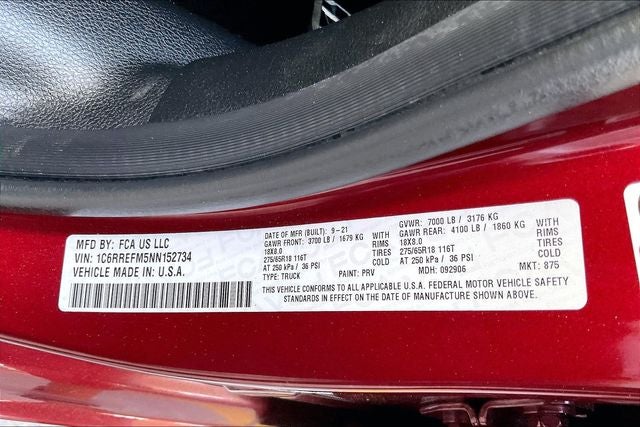 MFD BY: FCA US LLC
VIN: 1C6RREFM5NN152734
VEHICLE MADE IN: U.S.A.
DATE OF MFR (BUILT): 9-21
GVWR: 7000 LB / 3176 KG
GAWR FRONT: 3700 LB / 1679 KG
GAWR REAR: 4100 LB / 1860 KG
18X8.0 RIMS
18X8.0 RIMS
275/65R18 116T TIRES
275/65R18 116T TIRES
AT 250 kPa / 36 PSI COLD
AT 250 kPa / 36 PSI COLD
TYPE: TRUCK PAINT: PRV MDH: 092906 MKT: 875
THIS VEHICLE CONFORMS TO ALL APPLICABLE U.S.A. FEDERAL MOTOR VEHICLE SAFETY
STANDARDS IN EFFECT ON THE DATE OF MANUFACTURE SHOWN ABOVE.